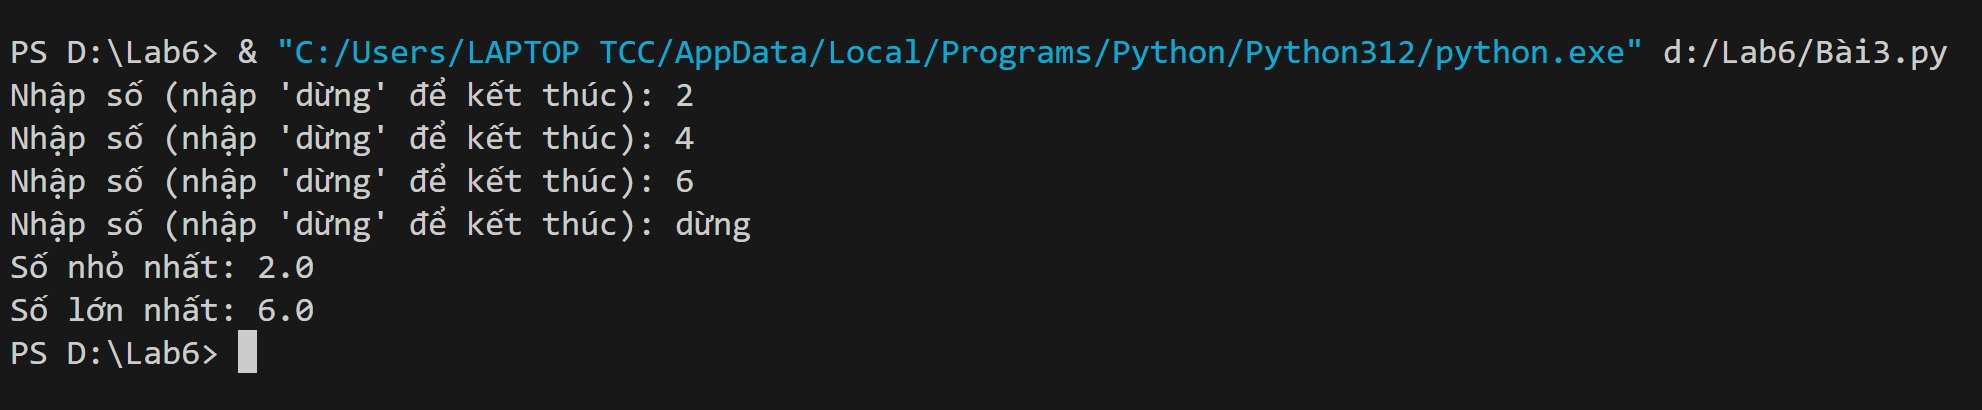 PS D:\Lab6> & "C:/Users/LAPTOP TCC/AppData/Local/Programs/Python/Python312/python.exe" d:/Lab6/Bài3.py
Nhập số (nhập 'dừng' để kết thúc): 2
Nhập số (nhập 'dừng' để kết thúc): 4
Nhập số (nhập 'dừng' để kết thúc): 6
Nhập số (nhập 'dừng' để kết thúc): dừng
Số nhỏ nhất: 2.0
Số lớn nhất: 6.0
PS D:\Lab6>